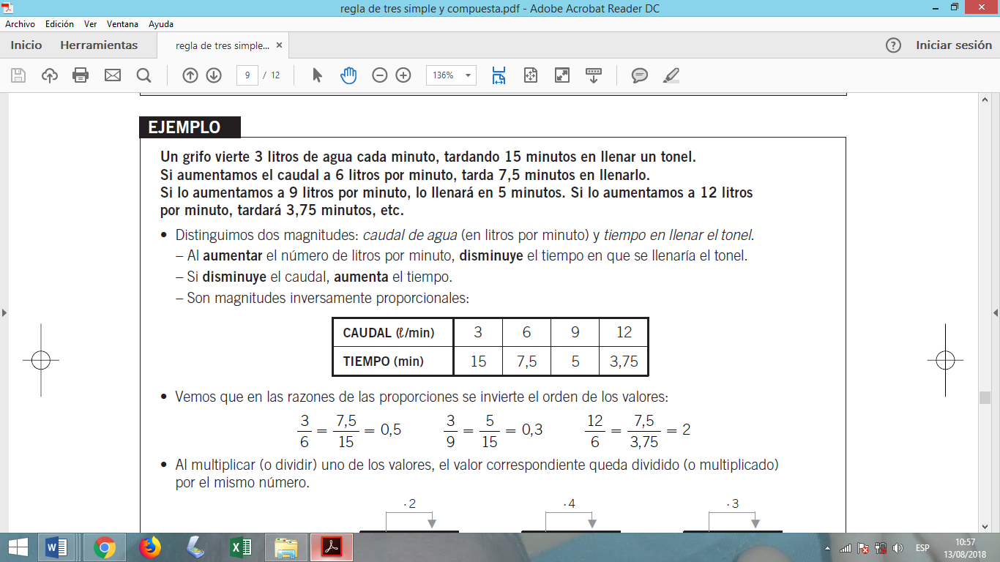 regla de tres simple y compuesta.pdf - Adobe Acrobat Reader DC
Archivo Edición Ver Ventana Ayuda
Inicio Herramientas regla de tres simple... × ? Iniciar sesión
9 / 12 136%
EJEMPLO
Un grifo vierte 3 litros de agua cada minuto, tardando 15 minutos en llenar un tonel.
Si aumentamos el caudal a 6 litros por minuto, tarda 7,5 minutos en llenarlo.
Si lo aumentamos a 9 litros por minuto, lo llenará en 5 minutos. Si lo aumentamos a 12 litros
por minuto, tardará 3,75 minutos, etc.
• Distinguimos dos magnitudes: caudal de agua (en litros por minuto) y tiempo en llenar el tonel.
– Al aumentar el número de litros por minuto, disminuye el tiempo en que se llenaría el tonel.
– Si disminuye el caudal, aumenta el tiempo.
– Son magnitudes inversamente proporcionales:
CAUDAL (ℓ/min) 3 6 9 12
TIEMPO (min) 15 7,5 5 3,75
• Vemos que en las razones de las proporciones se invierte el orden de los valores:
3/6 = 7,5/15 = 0,5 3/9 = 5/15 = 0,3 12/6 = 7,5/3,75 = 2
• Al multiplicar (o dividir) uno de los valores, el valor correspondiente queda dividido (o multiplicado)
por el mismo número.
· 2 · 4 · 3
ESP 10:57
13/08/2018